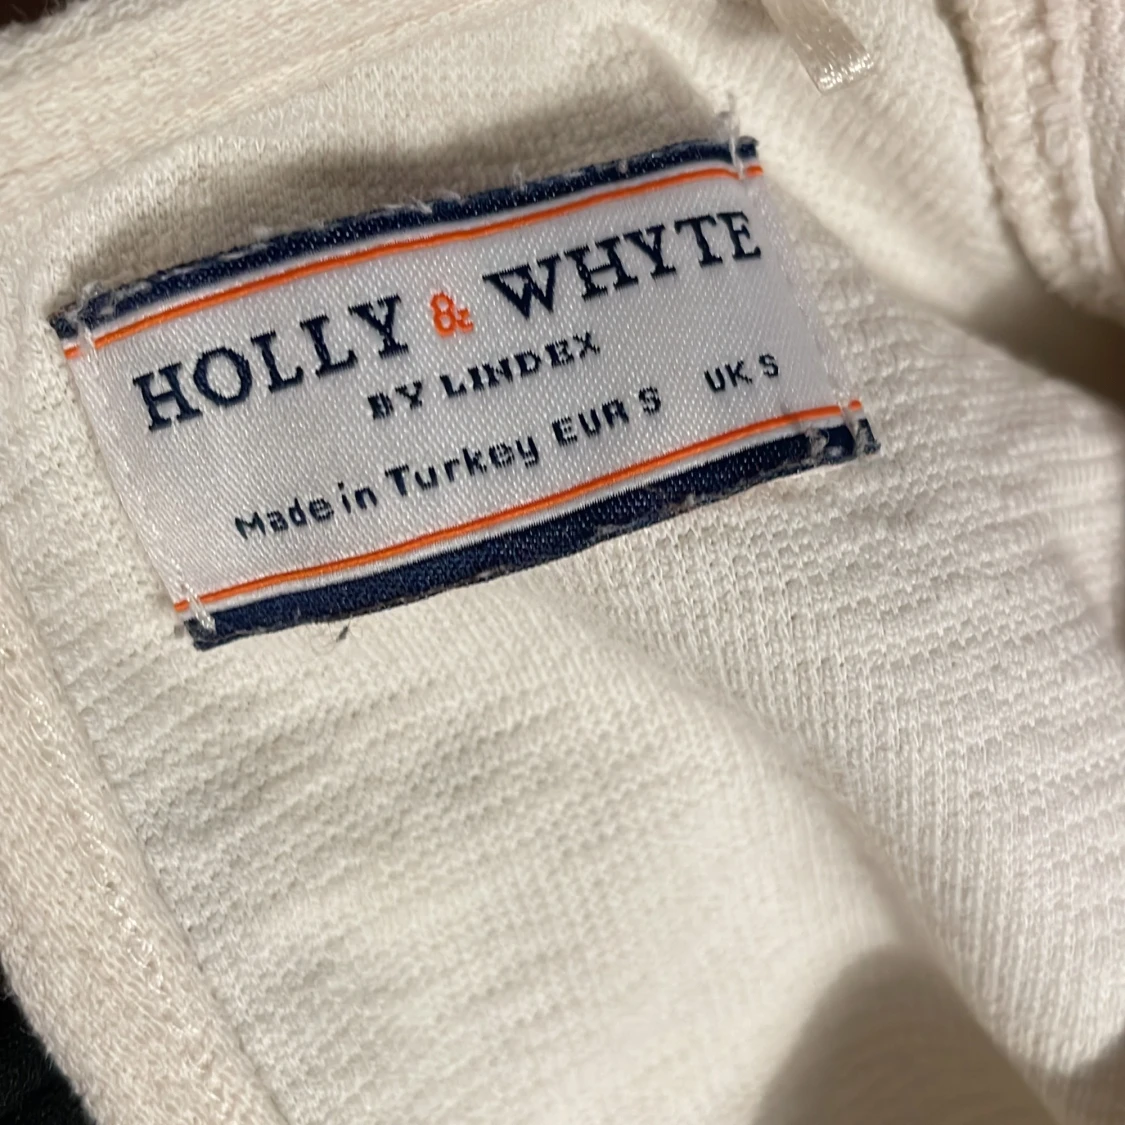 HOLLY & WHYTE
BY LINDEX
Made in Turkey EUR S UK S